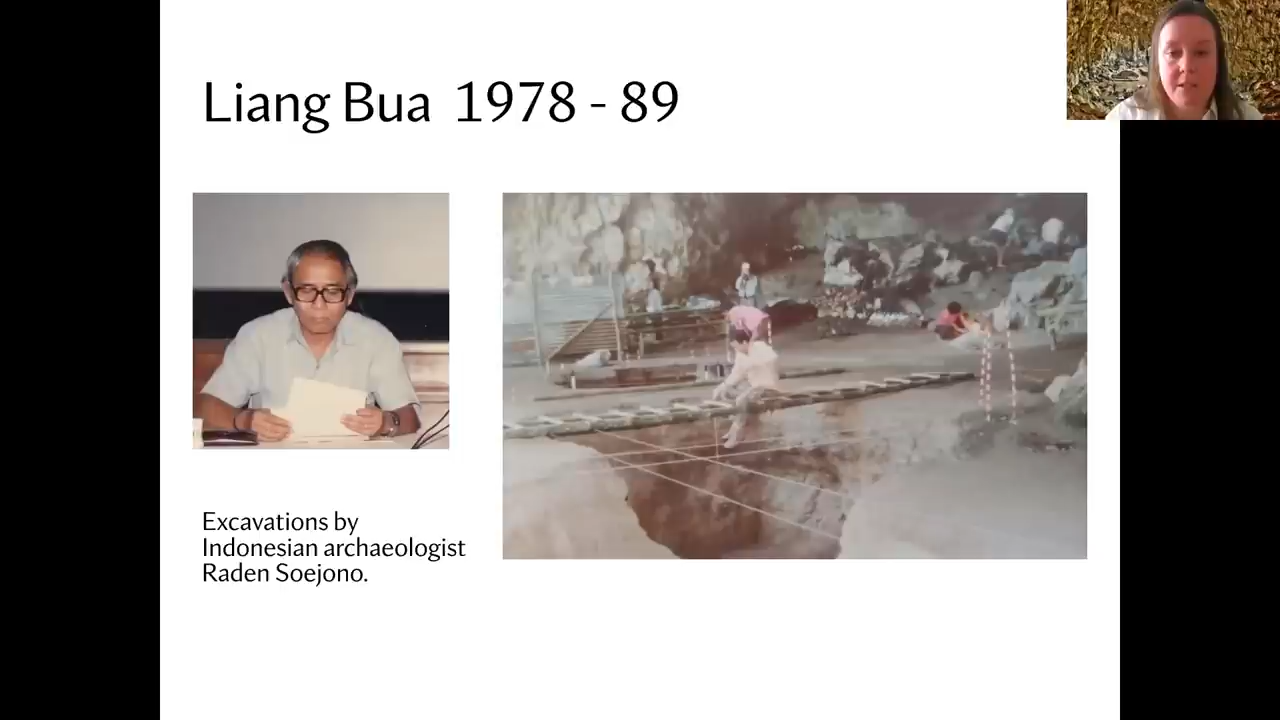 Liang Bua 1978 - 89
Excavations by
Indonesian archaeologist
Raden Soejono.